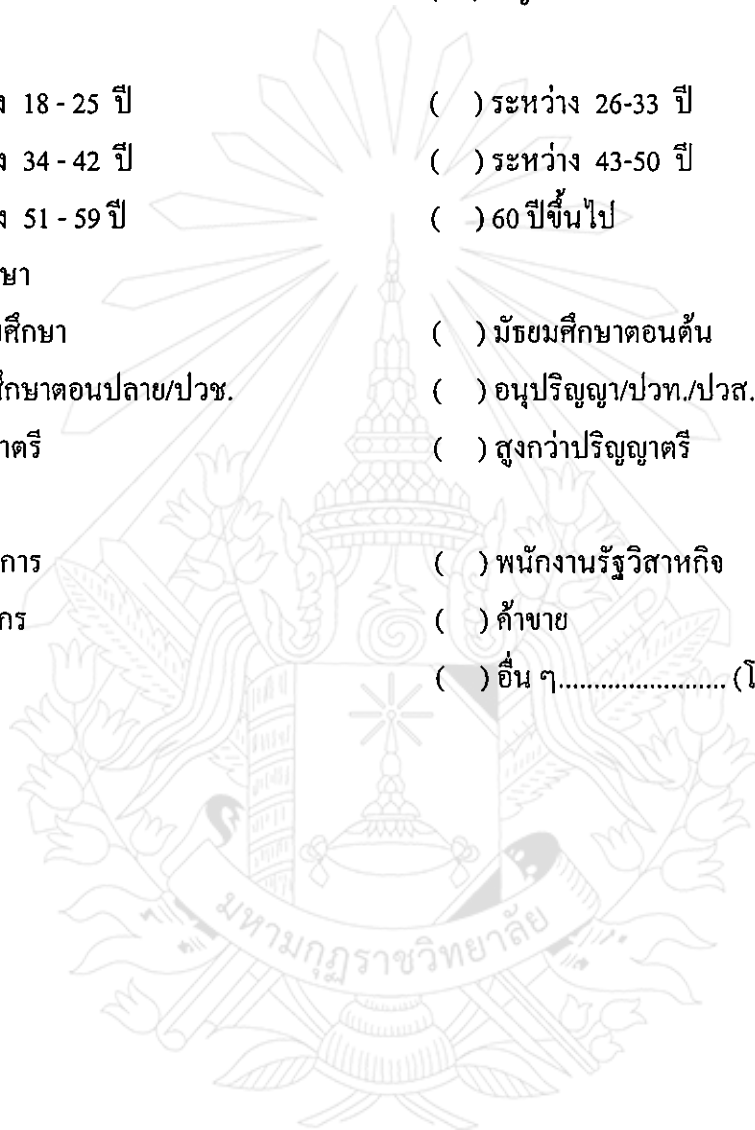 ง 18 - 25 ปี ( ) ระหว่าง 26-33 ปี
ง 34 - 42 ปี ( ) ระหว่าง 43-50 ปี
ง 51 - 59 ปี ( ) 60 ปีขึ้นไป
ษา
ศึกษา ( ) มัธยมศึกษาตอนต้น
ศึกษาตอนปลาย/ปวช. ( ) อนุปริญญา/ปวท./ปวส.
าตรี ( ) สูงกว่าปริญญาตรี
การ ( ) พนักงานรัฐวิสาหกิจ
กร ( ) ค้าขาย
( ) อื่น ๆ....................... (โ
มหามกุฏราชวิทยาลัย